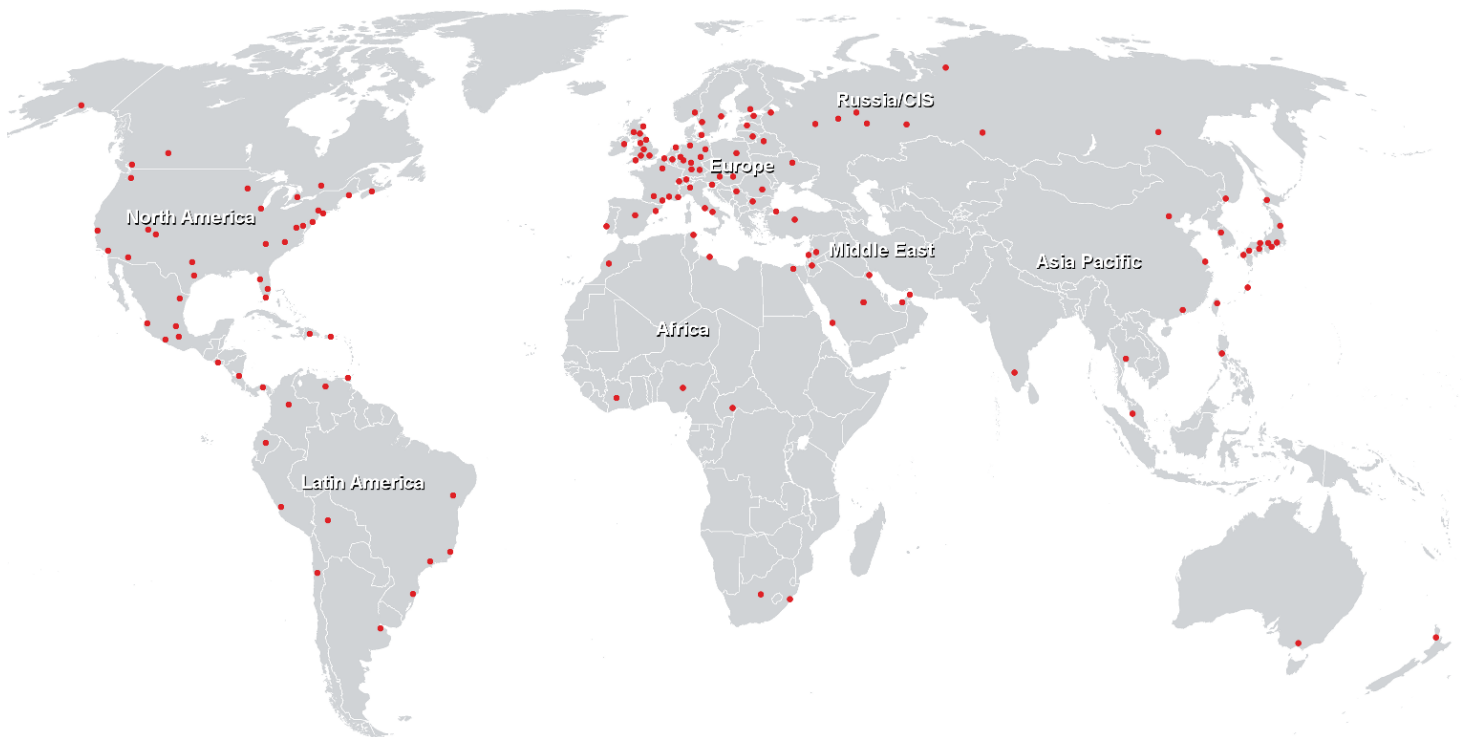 Russia/CIS
Europe
North America
Middle East
Asia Pacific
Africa
Latin America